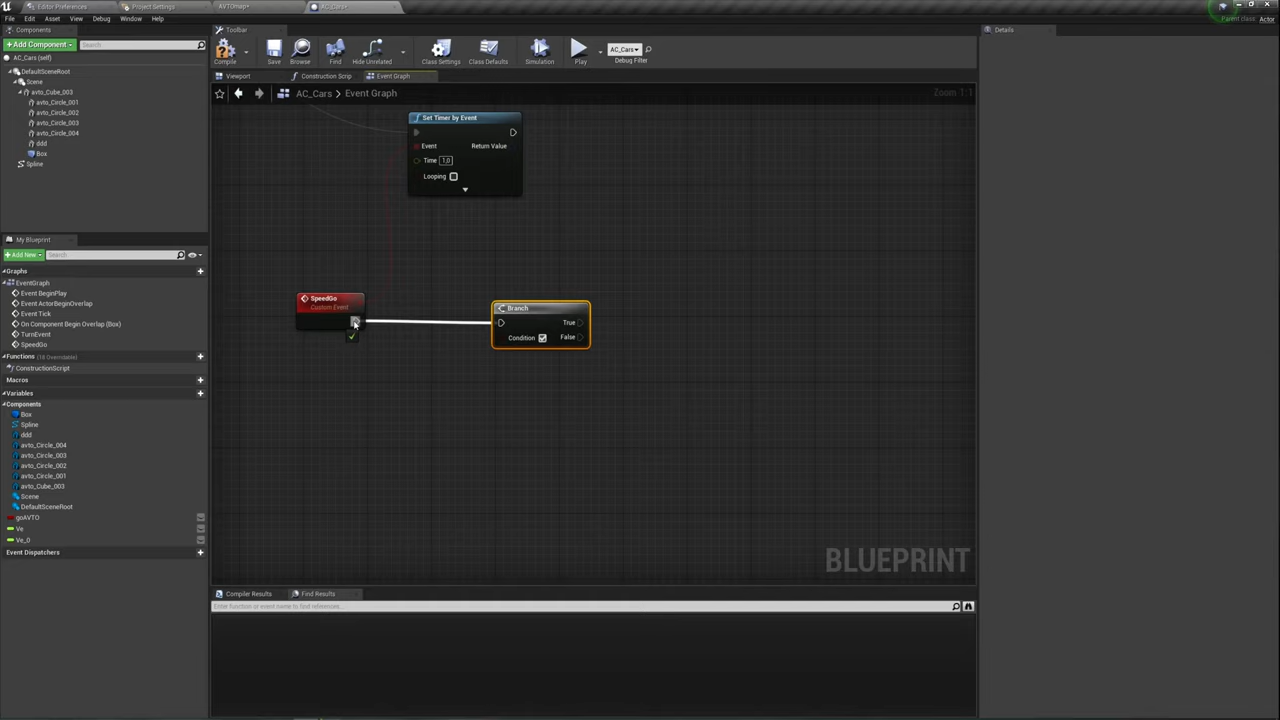 Editor Preferences
Project Settings
AVTOmap*
AC_Cars*
File
Edit
Asset
View
Debug
Window
Help
Parent class: Actor
Components
+Add Component
Search
AC_Cars (self)
DefaultSceneRoot
Scene
avto_Cube_003
avto_Circle_001
avto_Circle_002
avto_Circle_003
avto_Circle_004
ddd
Box
Spline
Toolbar
Compile
Save
Browse
Find
Hide Unrelated
Class Settings
Class Defaults
Simulation
Play
AC_Cars
Debug Filter
Viewport
Construction Scrip
Event Graph
AC_Cars > Event Graph
Zoom 1:1
Set Timer by Event
Event
Return Value
Time 1,0
Looping
SpeedGo
Custom Event
Branch
True
Condition
False
BLUEPRINT
My Blueprint
+Add New
Search
Graphs
EventGraph
Event BeginPlay
Event ActorBeginOverlap
Event Tick
On Component Begin Overlap (Box)
TurnEvent
SpeedGo
Functions (18 Overridable)
ConstructionScript
Macros
Variables
Components
Box
Spline
ddd
avto_Circle_004
avto_Circle_003
avto_Circle_002
avto_Circle_001
avto_Cube_003
Scene
DefaultSceneRoot
goAVTO
Ve
Ve_0
Event Dispatchers
Compiler Results
Find Results
Enter function or event name to find references...
Details